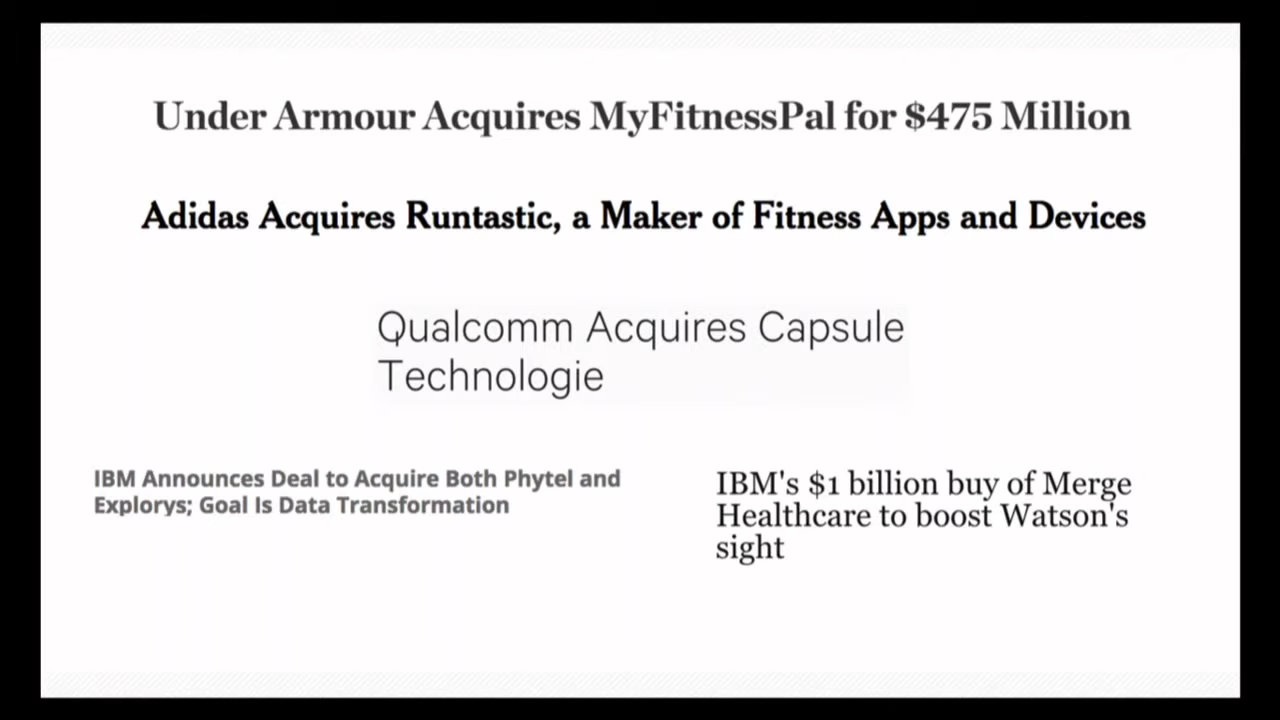 Under Armour Acquires MyFitnessPal for $475 Million
Adidas Acquires Runtastic, a Maker of Fitness Apps and Devices
Qualcomm Acquires Capsule
Technologie
IBM Announces Deal to Acquire Both Phytel and
Explorys; Goal Is Data Transformation
IBM's $1 billion buy of Merge
Healthcare to boost Watson's
sight